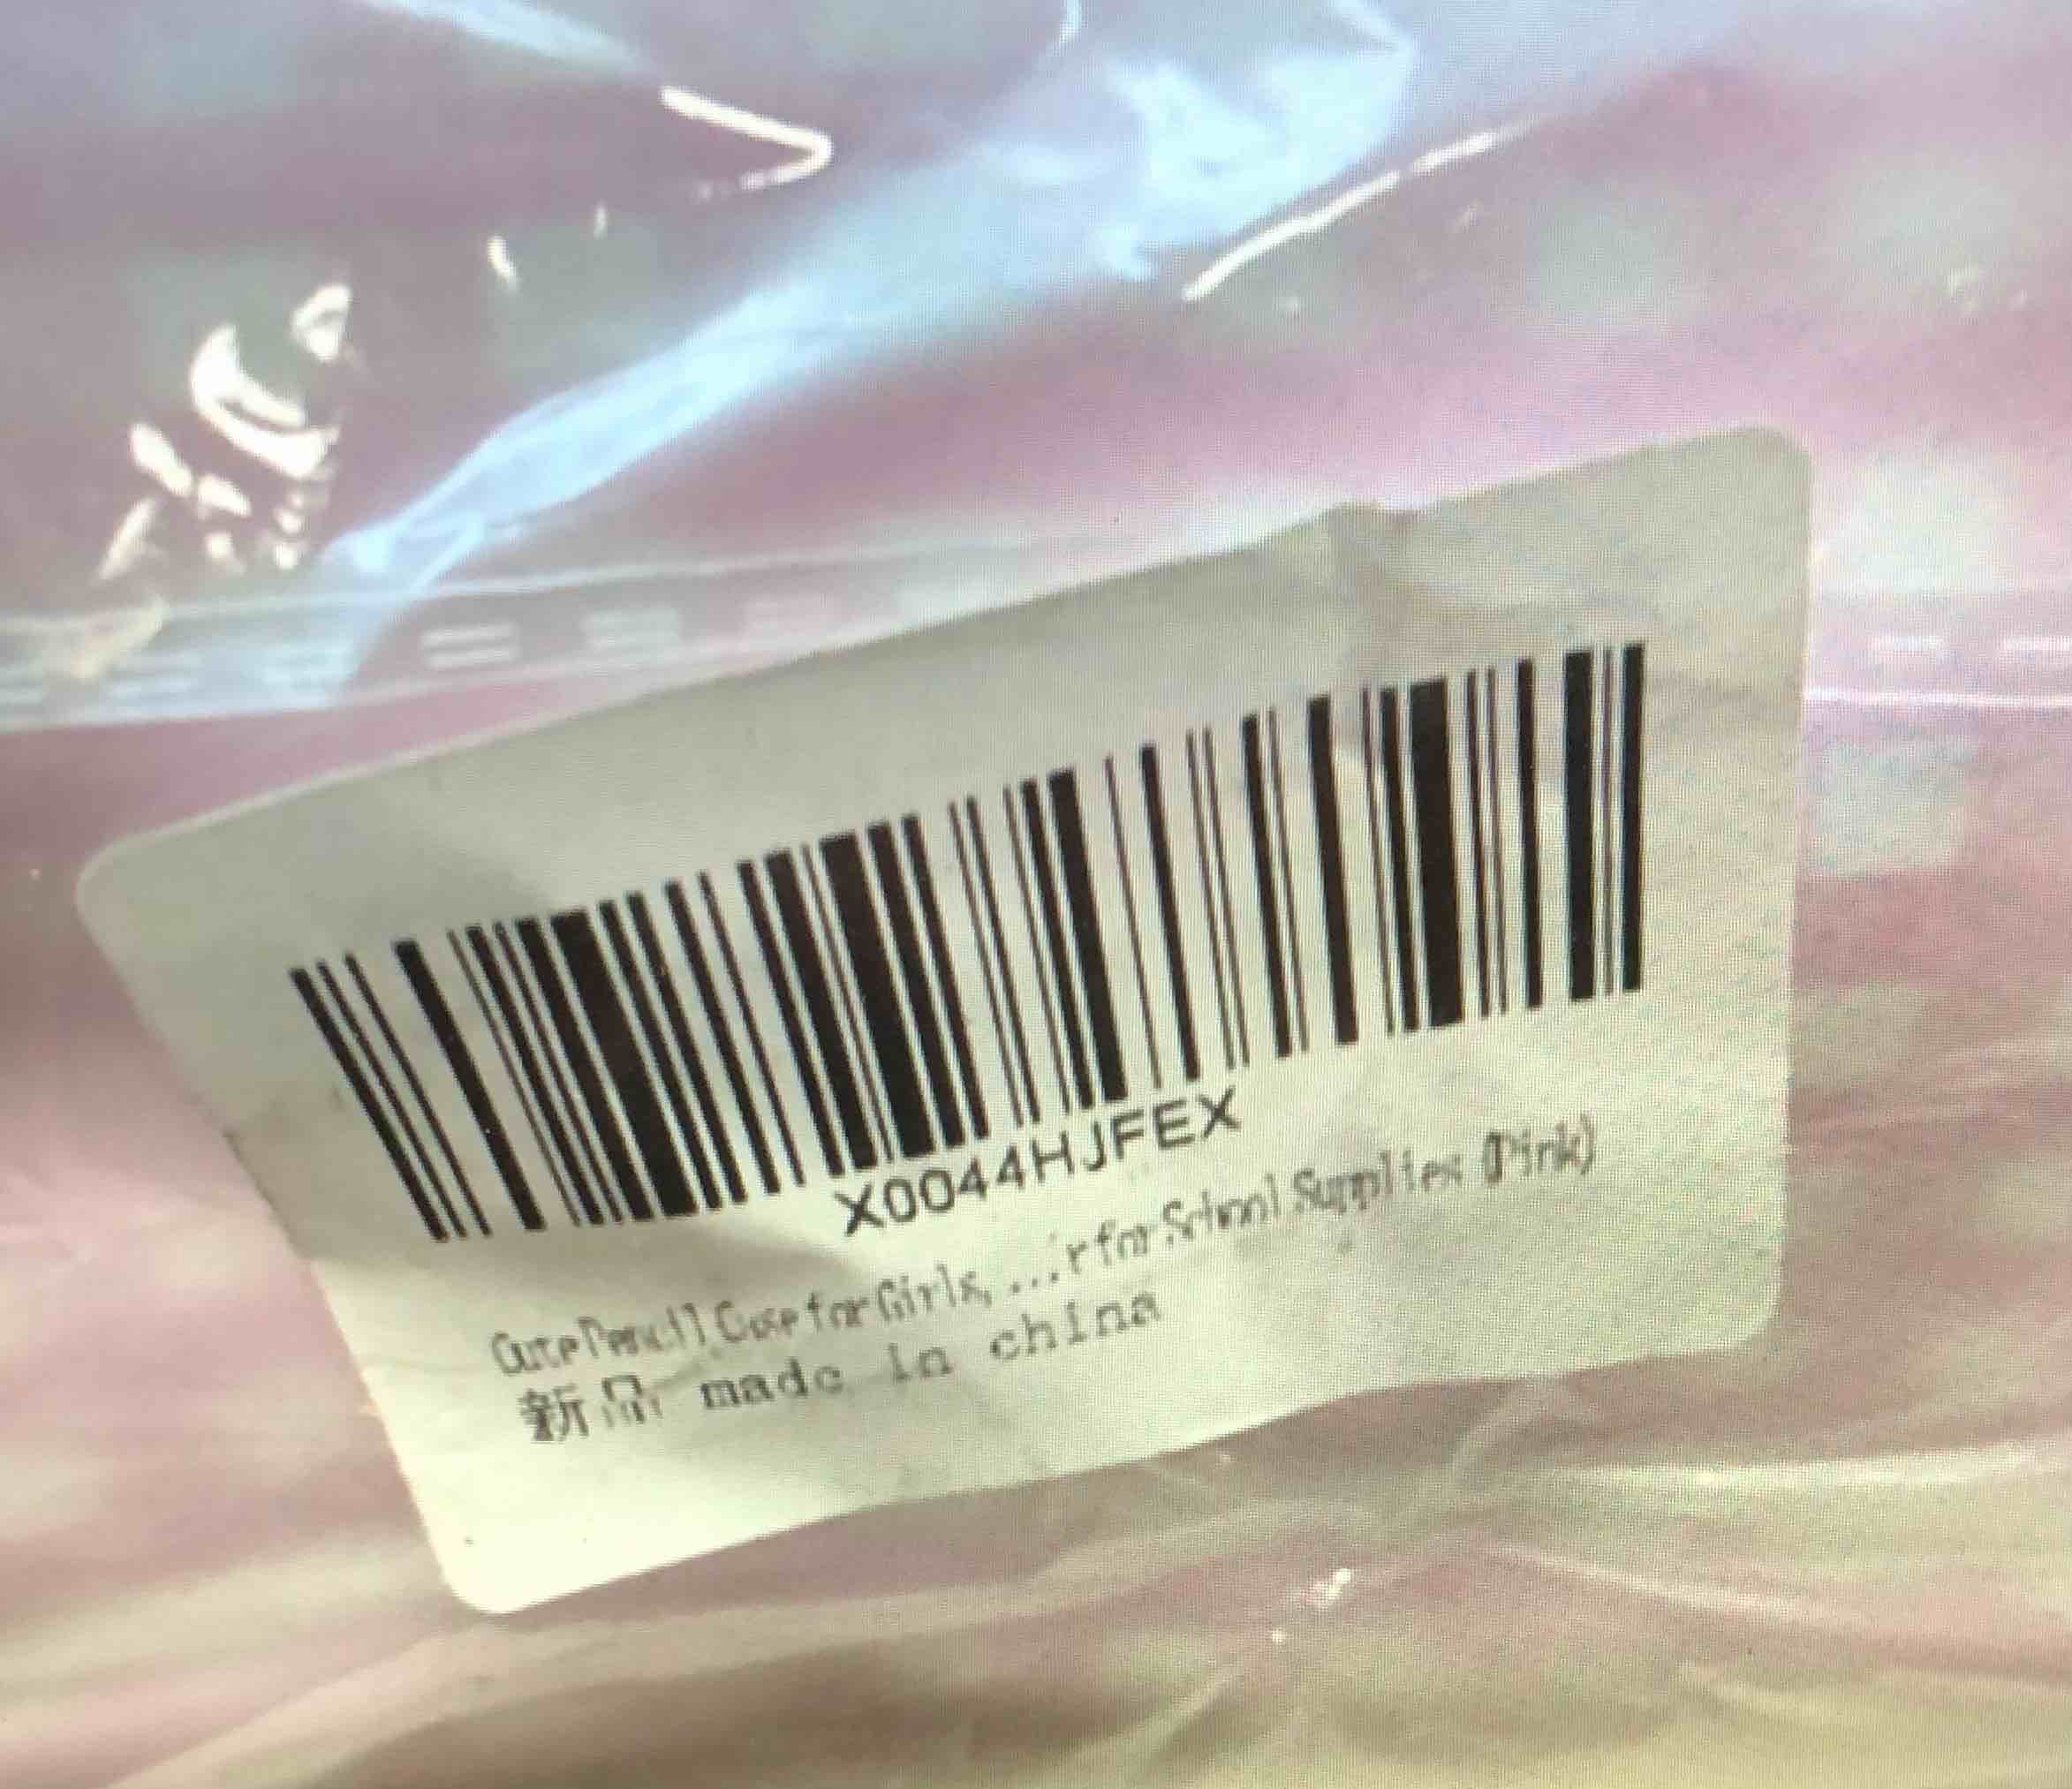 X0044HJFEX
Cute Pencil Case for Girls, ...r for School Supplies (Pink)
新品 made in china